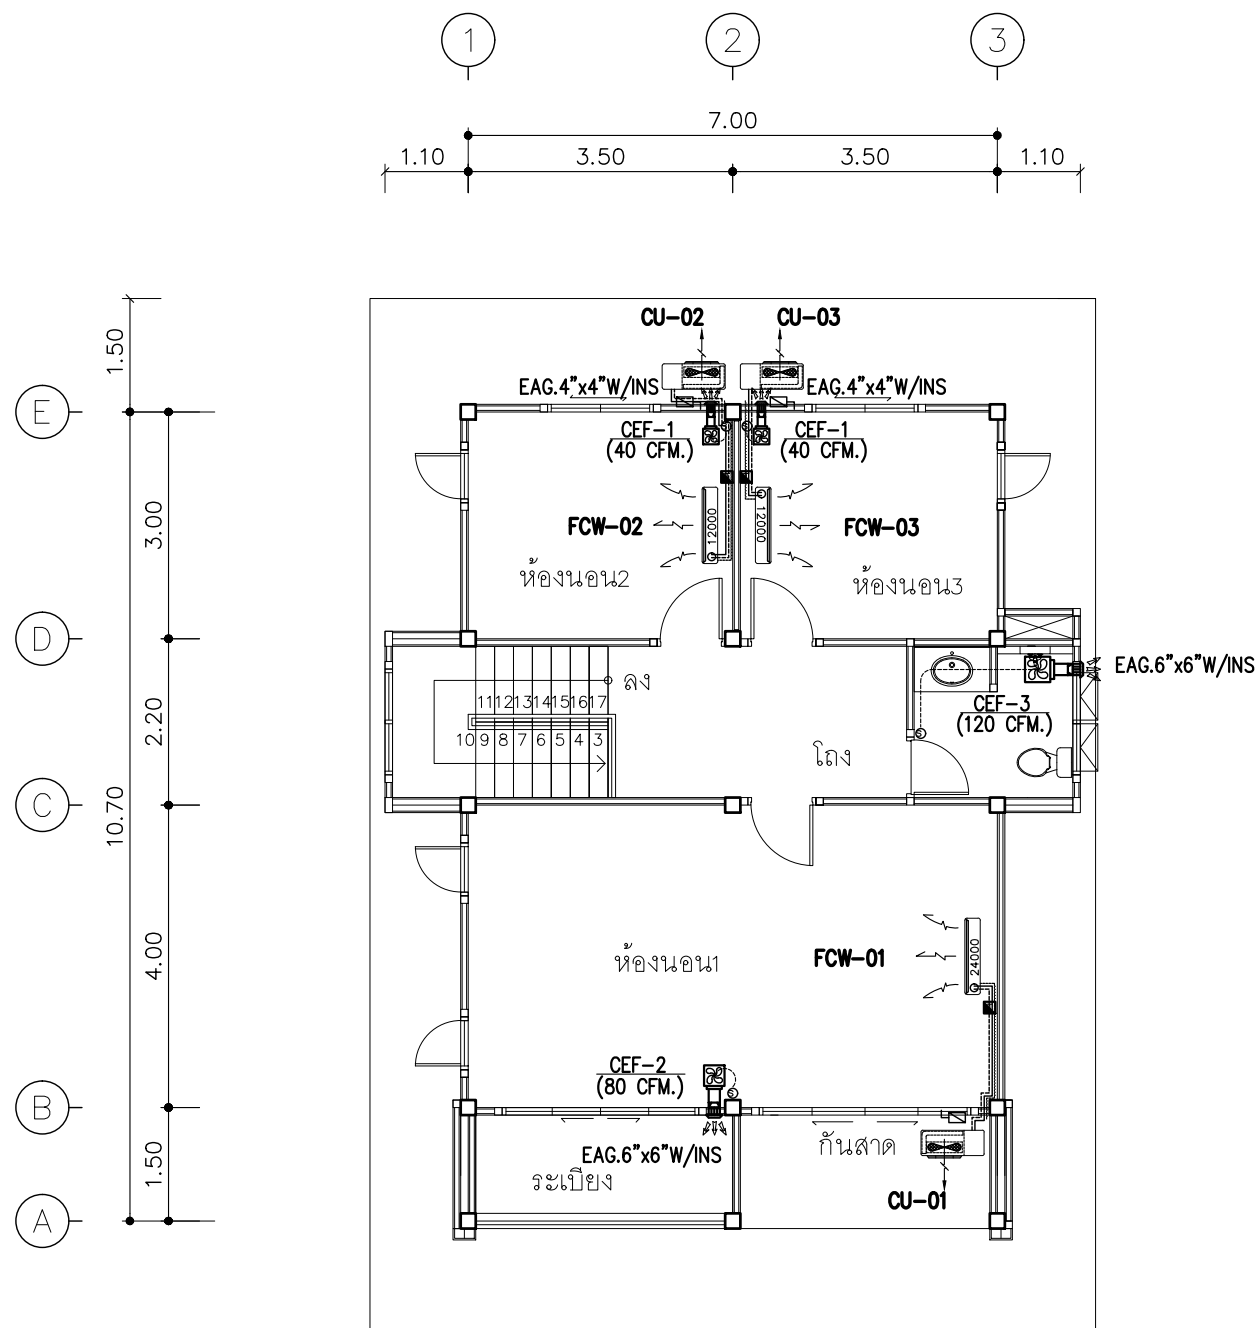 1
2
3
7.00
1.10
3.50
3.50
1.10
1.50
CU-02
CU-03
EAG.4"x4"W/INS
EAG.4"x4"W/INS
E
CEF-1
(40 CFM.)
CEF-1
(40 CFM.)
3.00
12000
12000
FCW-02
FCW-03
ห้องนอน2
ห้องนอน3
D
EAG.6"x6"W/INS
ลง
11
12
13
14
15
16
17
CEF-3
(120 CFM.)
2.20
10
9
8
7
6
5
4
3
โถง
C
10.70
4.00
FCW-01
24000
ห้องนอน1
CEF-2
(80 CFM.)
B
กันสาด
EAG.6"x6"W/INS
ระเบียง
1.50
CU-01
A